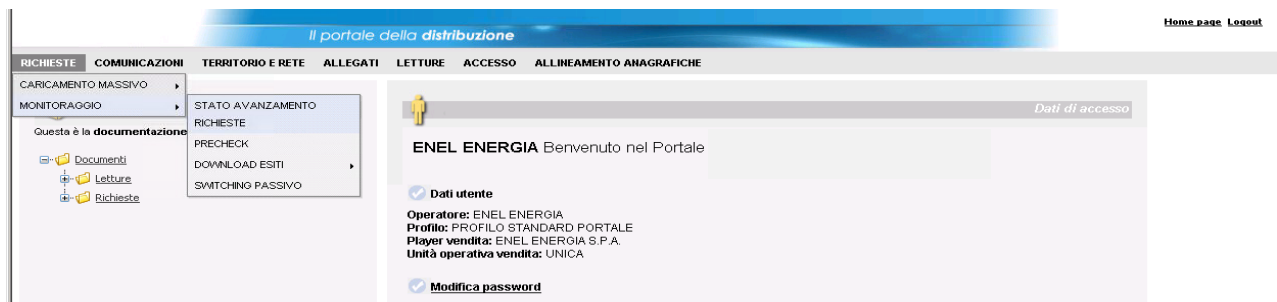 Home page Logout
Il portale della distribuzione
RICHIESTE COMUNICAZIONI TERRITORIO E RETE ALLEGATI LETTURE ACCESSO ALLINEAMENTO ANAGRAFICHE
CARICAMENTO MASSIVO
MONITORAGGIO
STATO AVANZAMENTO
RICHIESTE
PRECHECK
DOWNLOAD ESITI
SWITCHING PASSIVO
Questa è la documentazione
Documenti
Letture
Richieste
Dati di accesso
ENEL ENERGIA Benvenuto nel Portale
Dati utente
Operatore: ENEL ENERGIA
Profilo: PROFILO STANDARD PORTALE
Player vendita: ENEL ENERGIA S.P.A.
Unità operativa vendita: UNICA
Modifica password